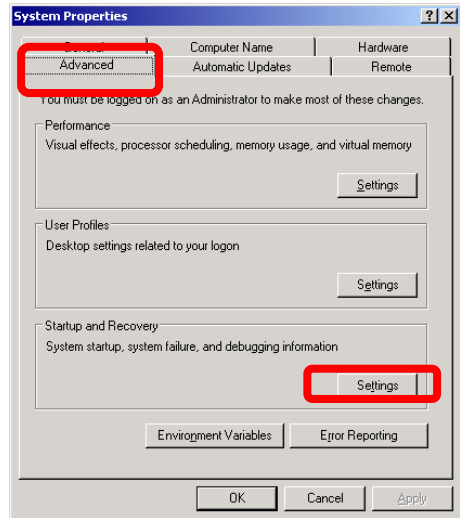 System Properties
General Computer Name Hardware
Advanced Automatic Updates Remote
You must be logged on as an Administrator to make most of these changes.
Performance
Visual effects, processor scheduling, memory usage, and virtual memory
Settings
User Profiles
Desktop settings related to your logon
Settings
Startup and Recovery
System startup, system failure, and debugging information
Settings
Environment Variables Error Reporting
OK Cancel Apply